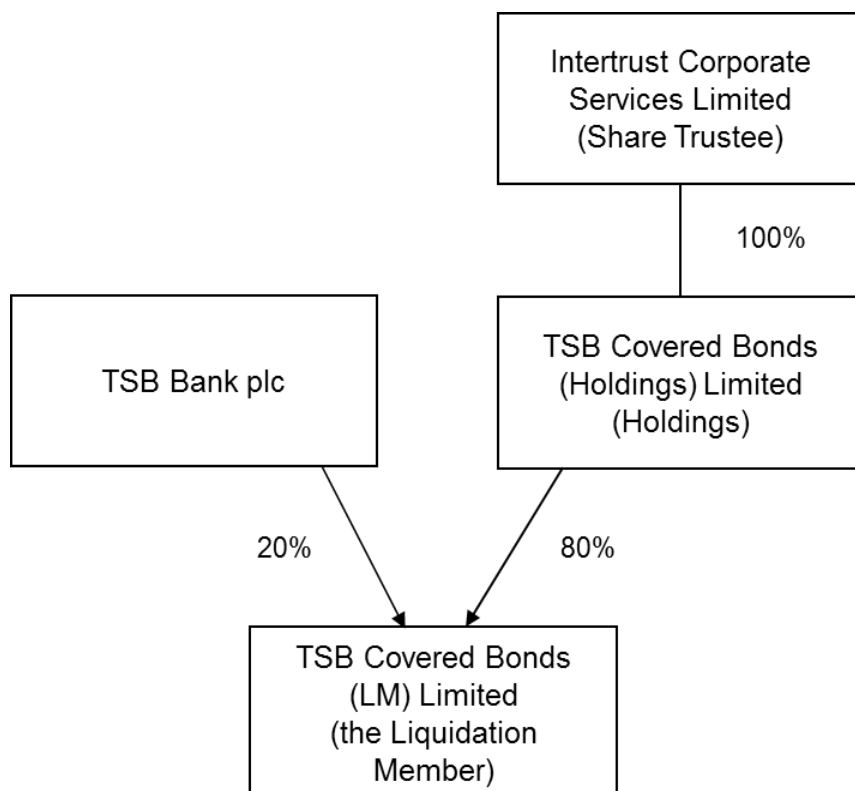 Intertrust Corporate
Services Limited
(Share Trustee)
100%
TSB Bank plc
TSB Covered Bonds
(Holdings) Limited
(Holdings)
20%
80%
TSB Covered Bonds
(LM) Limited
(the Liquidation
Member)